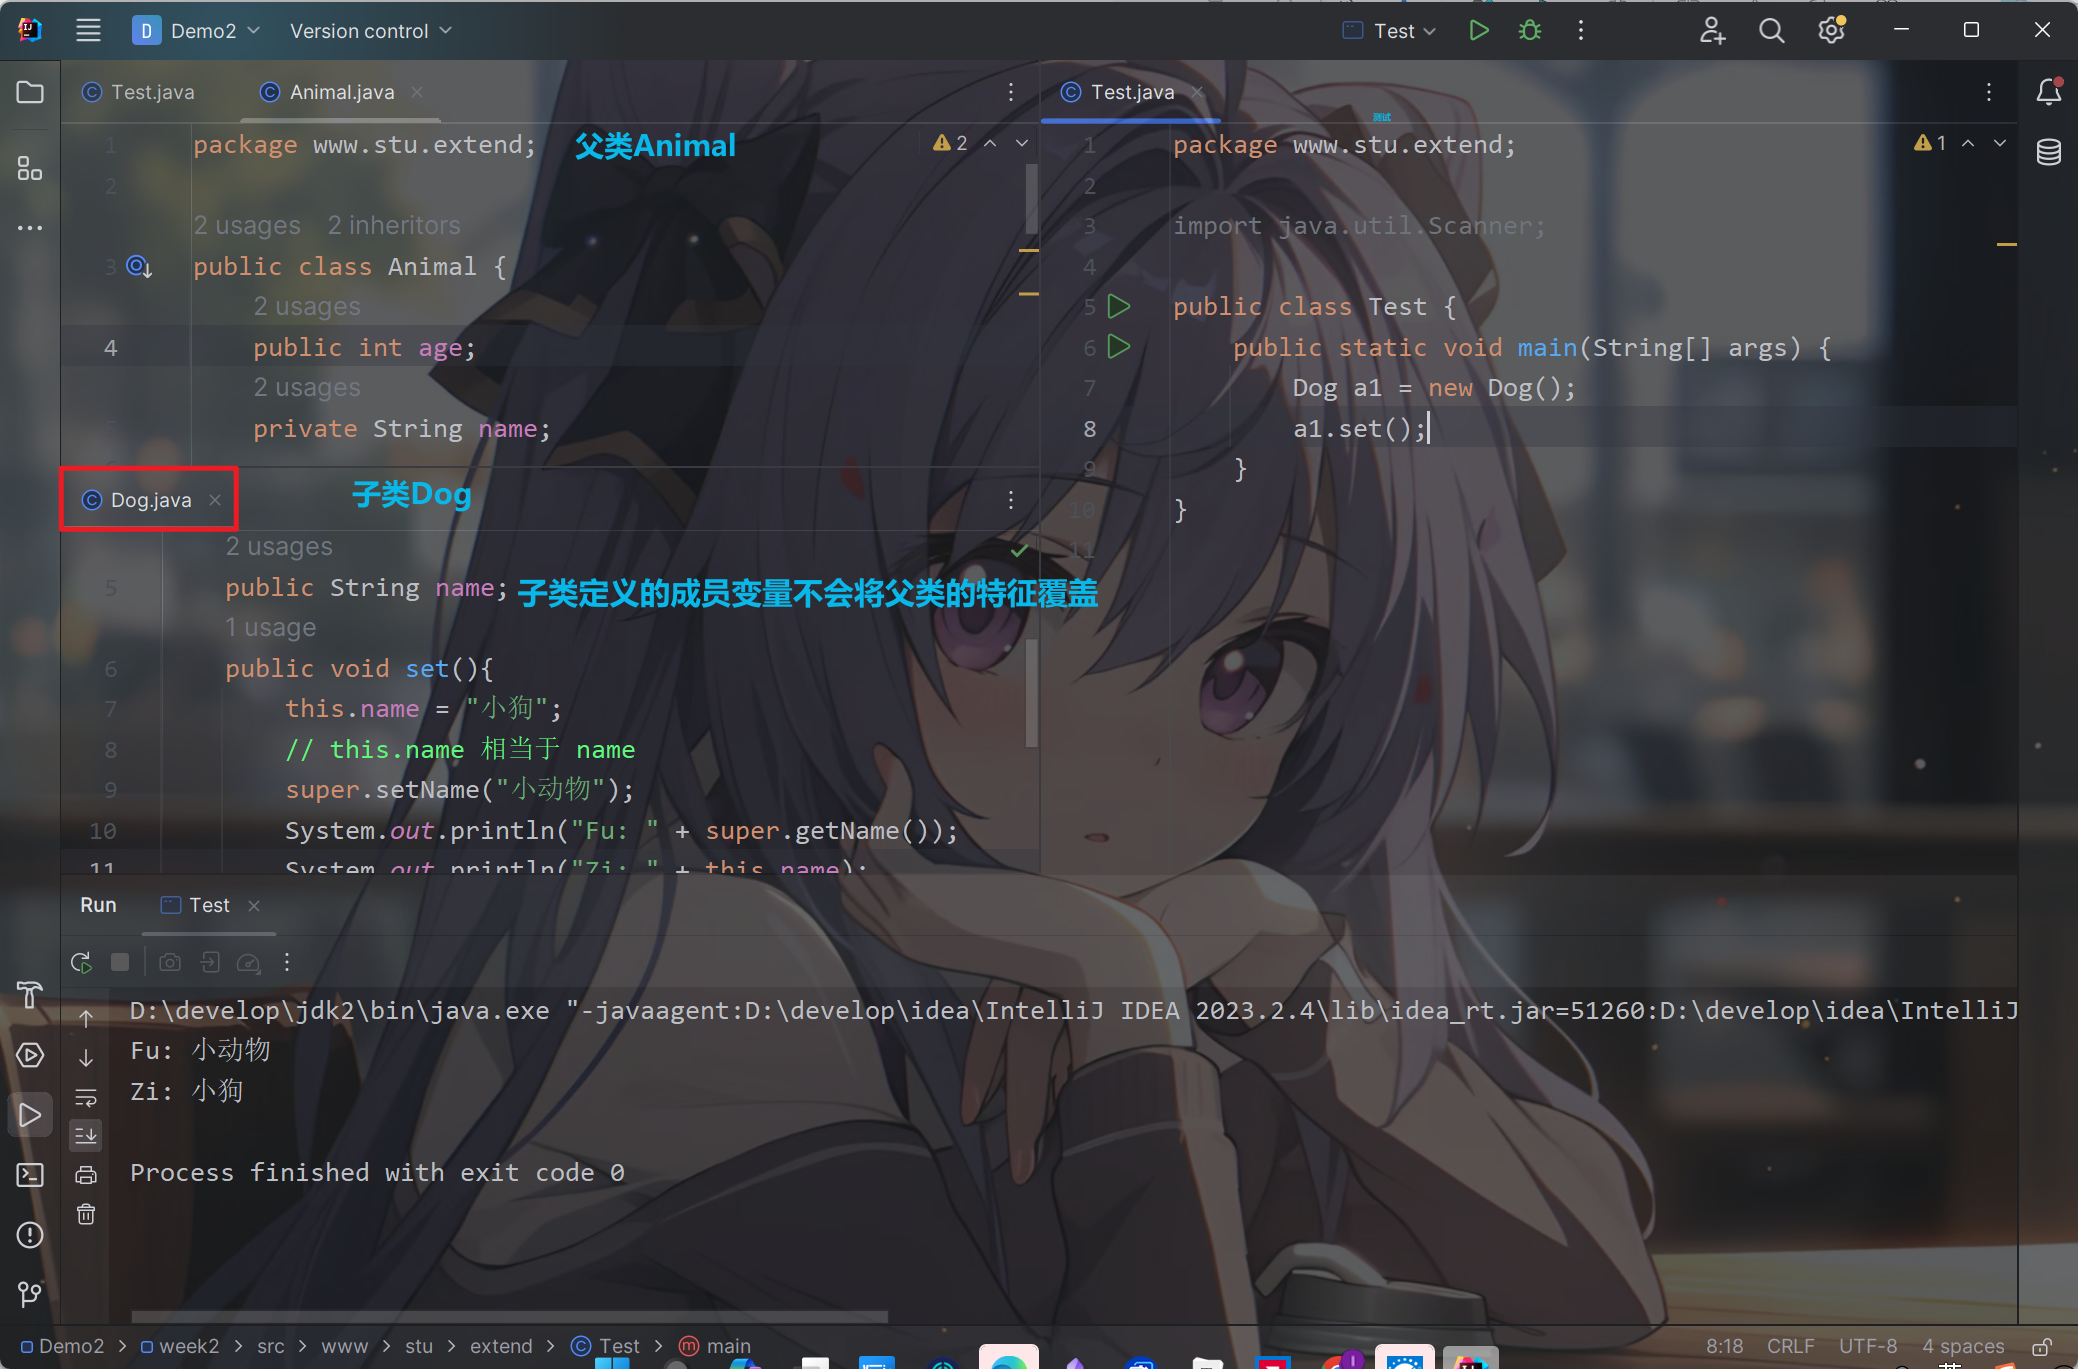 D Demo2 Version control Test
Test.java Animal.java
1 package www.stu.extend; 父类Animal 2
2
2 usages 2 inheritors
3 public class Animal {
2 usages
4 public int age;
2 usages
private String name;
Dog.java 子类Dog
2 usages
5 public String name; 子类定义的成员变量不会将父类的特征覆盖
1 usage
6 public void set(){
7 this.name = "小狗";
8 // this.name 相当于 name
9 super.setName("小动物");
10 System.out.println("Fu: " + super.getName());
11 System.out.println("Zi: " + this.name);
Test.java
测试
1 package www.stu.extend; 1
2
3 import java.util.Scanner;
4
5 public class Test {
6 public static void main(String[] args) {
7 Dog a1 = new Dog();
8 a1.set();
9 }
10 }
11
Run Test
D:\develop\jdk2\bin\java.exe "-javaagent:D:\develop\idea\IntelliJ IDEA 2023.2.4\lib\idea_rt.jar=51260:D:\develop\idea\IntelliJ
Fu: 小动物
Zi: 小狗
Process finished with exit code 0
Demo2 > week2 > src > www > stu > extend > Test > main 8:18 CRLF UTF-8 4 spaces